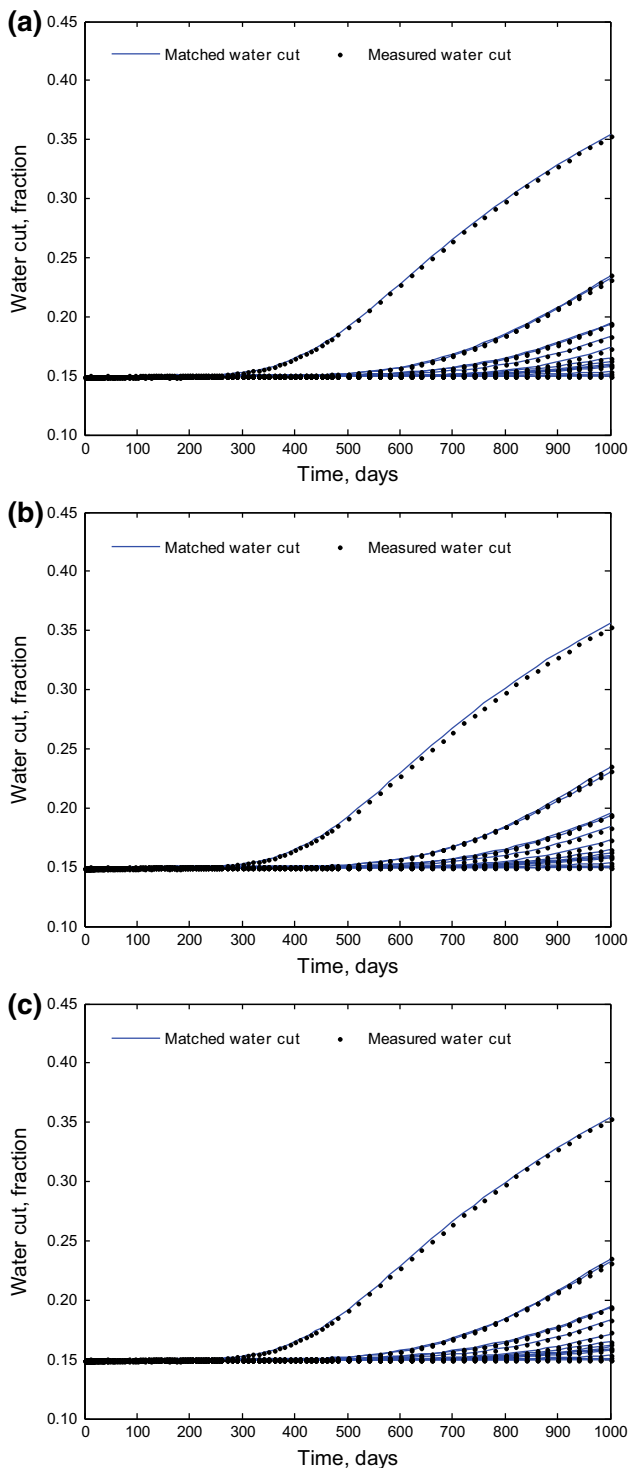 (a)
0.45
Matched water cut
Measured water cut
0.40
0.35
0.30
0.25
0.20
0.15
0.10
Water cut, fraction
0 100 200 300 400 500 600 700 800 900 1000
Time, days
(b)
0.45
Matched water cut
Measured water cut
0.40
0.35
0.30
0.25
0.20
0.15
0.10
Water cut, fraction
0 100 200 300 400 500 600 700 800 900 1000
Time, days
(c)
0.45
Matched water cut
Measured water cut
0.40
0.35
0.30
0.25
0.20
0.15
0.10
Water cut, fraction
0 100 200 300 400 500 600 700 800 900 1000
Time, days